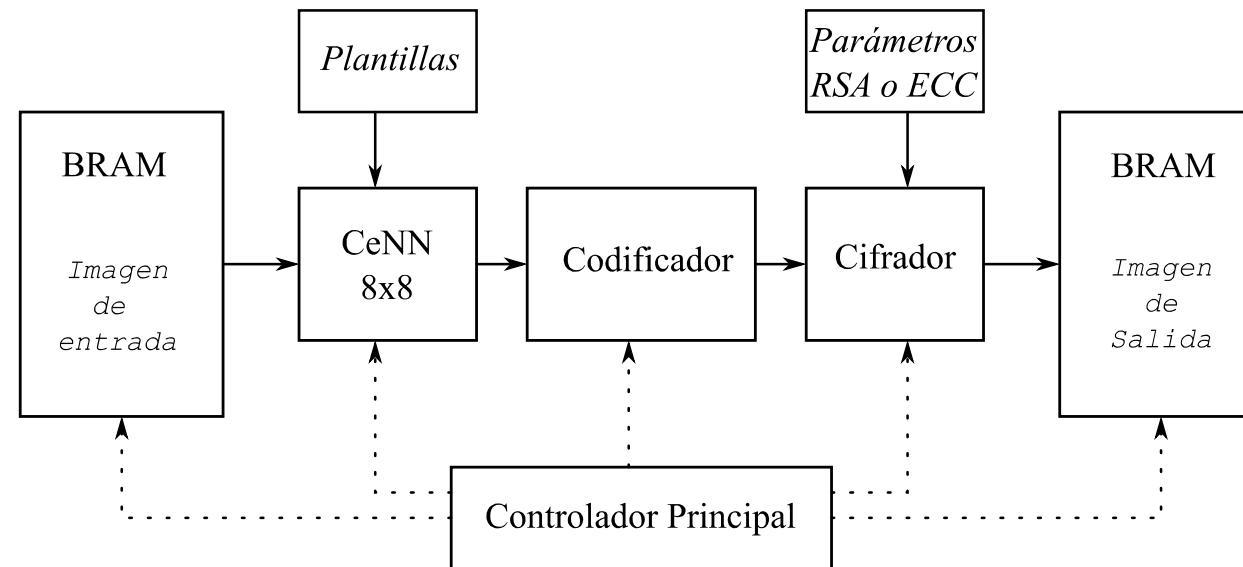 Plantillas
Parámetros
RSA o ECC
BRAM
Imagen
de
entrada
CeNN
8x8
Codificador
Cifrador
BRAM
Imagen
de
Salida
Controlador Principal